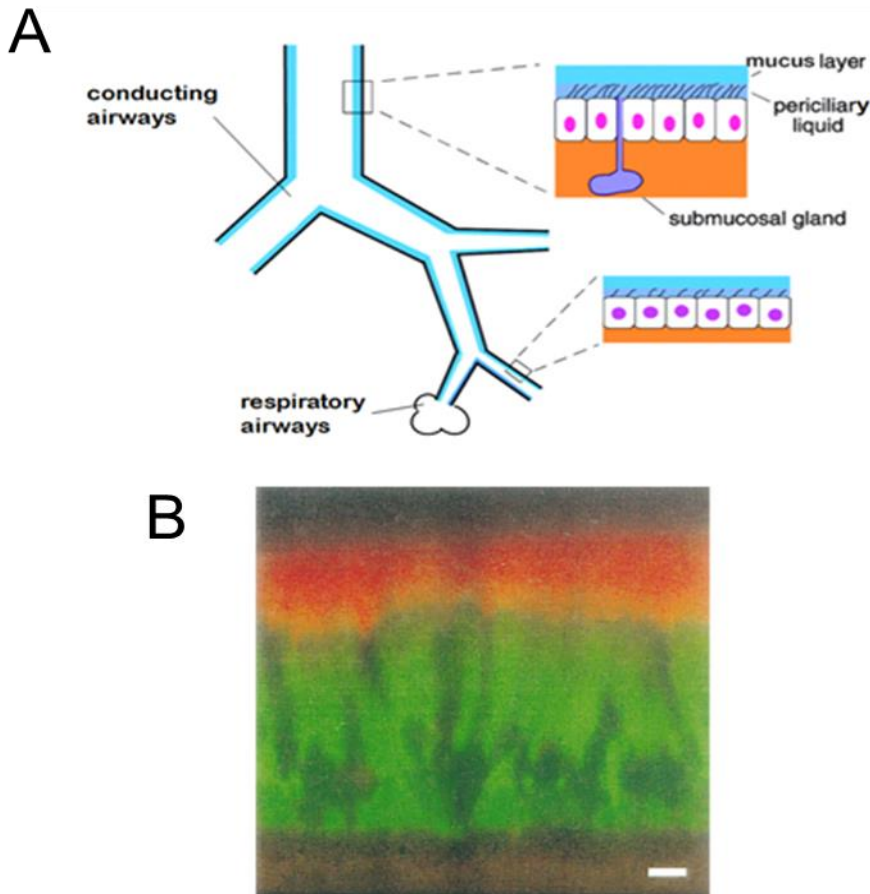 A
conducting
airways
mucus layer
periciliary
liquid
submucosal gland
respiratory
airways
B